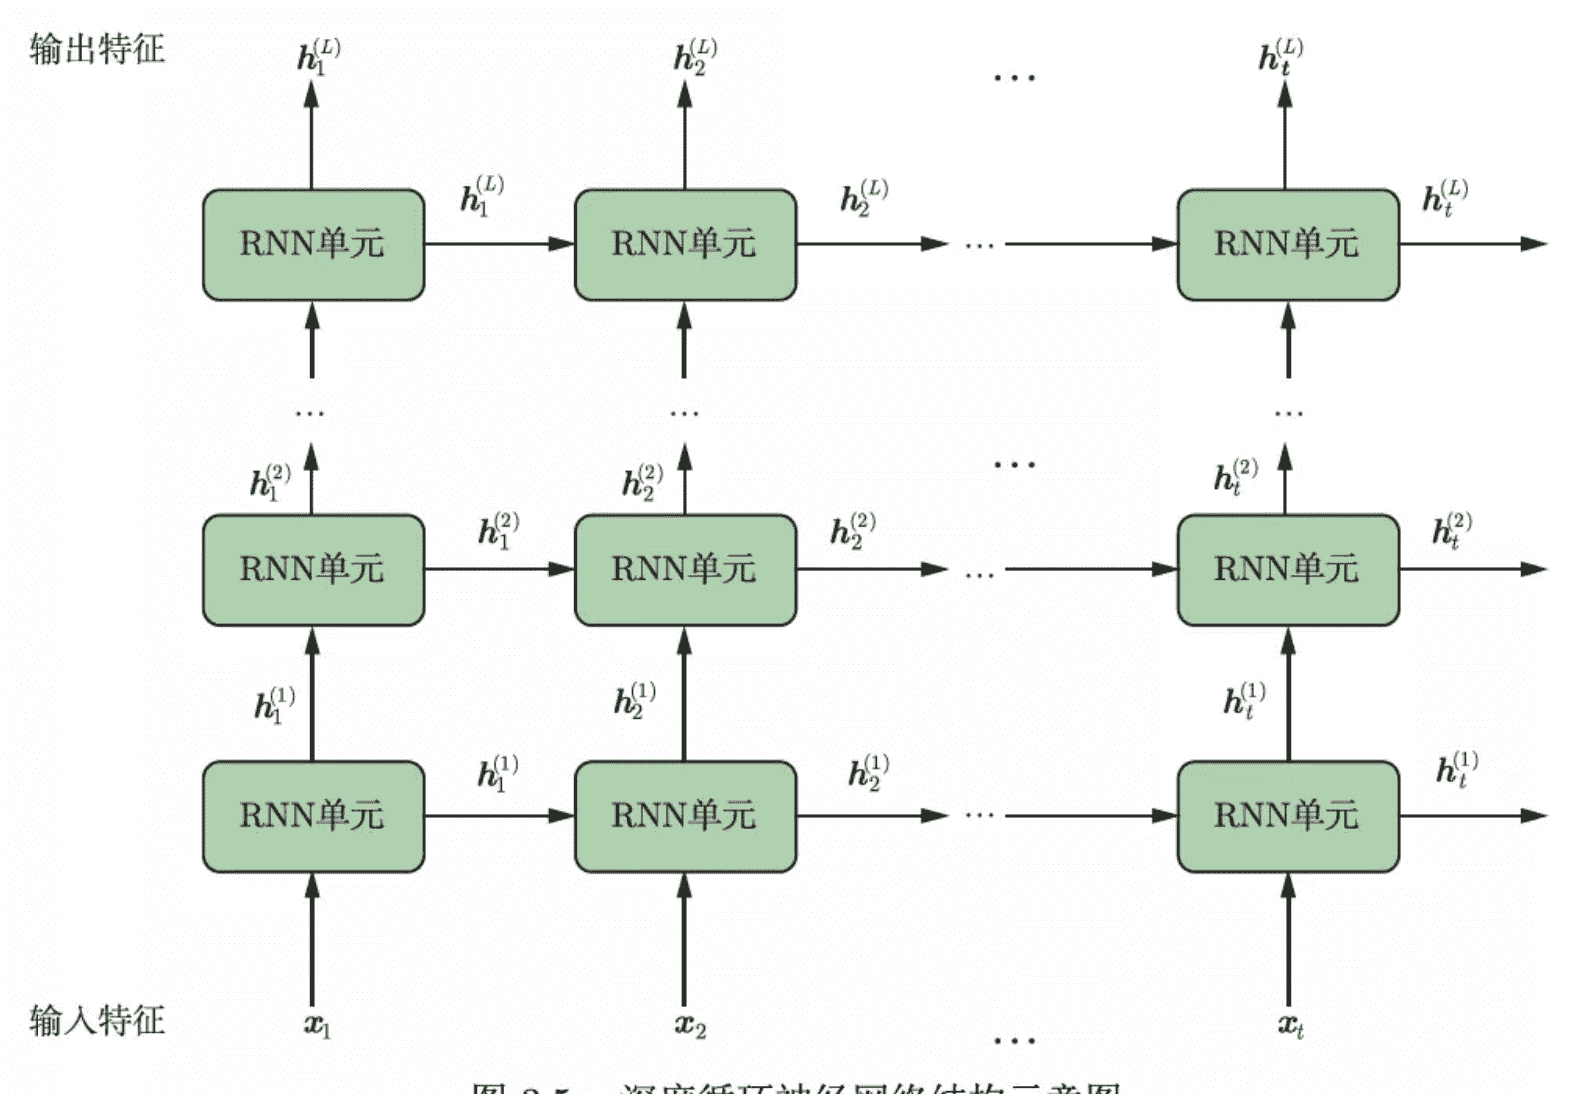 输出特征 h₁⁽ᴸ⁾ h₂⁽ᴸ⁾ … hₜ⁽ᴸ⁾
h₁⁽ᴸ⁾ h₂⁽ᴸ⁾ hₜ⁽ᴸ⁾
RNN单元 RNN单元 … RNN单元
… … …
h₁⁽²⁾ h₂⁽²⁾ … hₜ⁽²⁾
h₁⁽²⁾ h₂⁽²⁾ hₜ⁽²⁾
RNN单元 RNN单元 … RNN单元
h₁⁽¹⁾ h₂⁽¹⁾ hₜ⁽¹⁾
h₁⁽¹⁾ h₂⁽¹⁾ hₜ⁽¹⁾
RNN单元 RNN单元 … RNN单元
输入特征 x₁ x₂ … xₜ